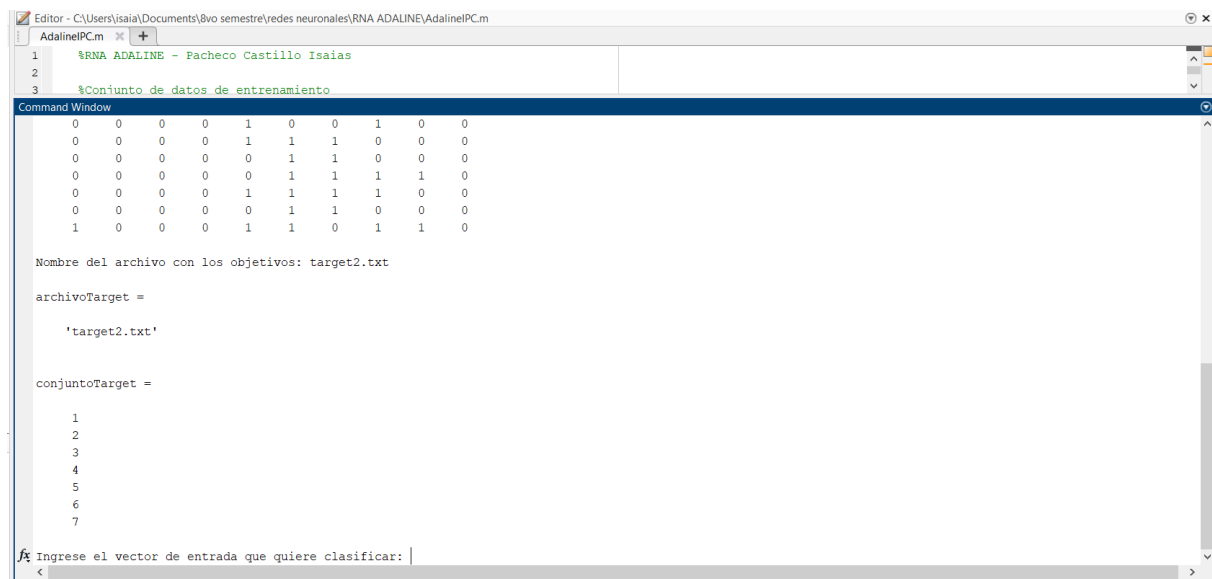 Editor - C:\Users\isaia\Documents\8vo semestre\redes neuronales\RNA ADALINE\AdalineIPC.m
AdalineIPC.m
1 %RNA ADALINE - Pacheco Castillo Isaias
2
3 %Conjunto de datos de entrenamiento
Command Window
0 0 0 0 1 0 0 1 0 0
0 0 0 0 1 1 1 0 0 0
0 0 0 0 0 1 1 0 0 0
0 0 0 0 0 1 1 1 1 0
0 0 0 0 1 1 1 1 0 0
0 0 0 0 0 1 1 0 0 0
1 0 0 0 1 1 0 1 1 0
Nombre del archivo con los objetivos: target2.txt
archivoTarget =
'target2.txt'
conjuntoTarget =
1
2
3
4
5
6
7
fx Ingrese el vector de entrada que quiere clasificar: